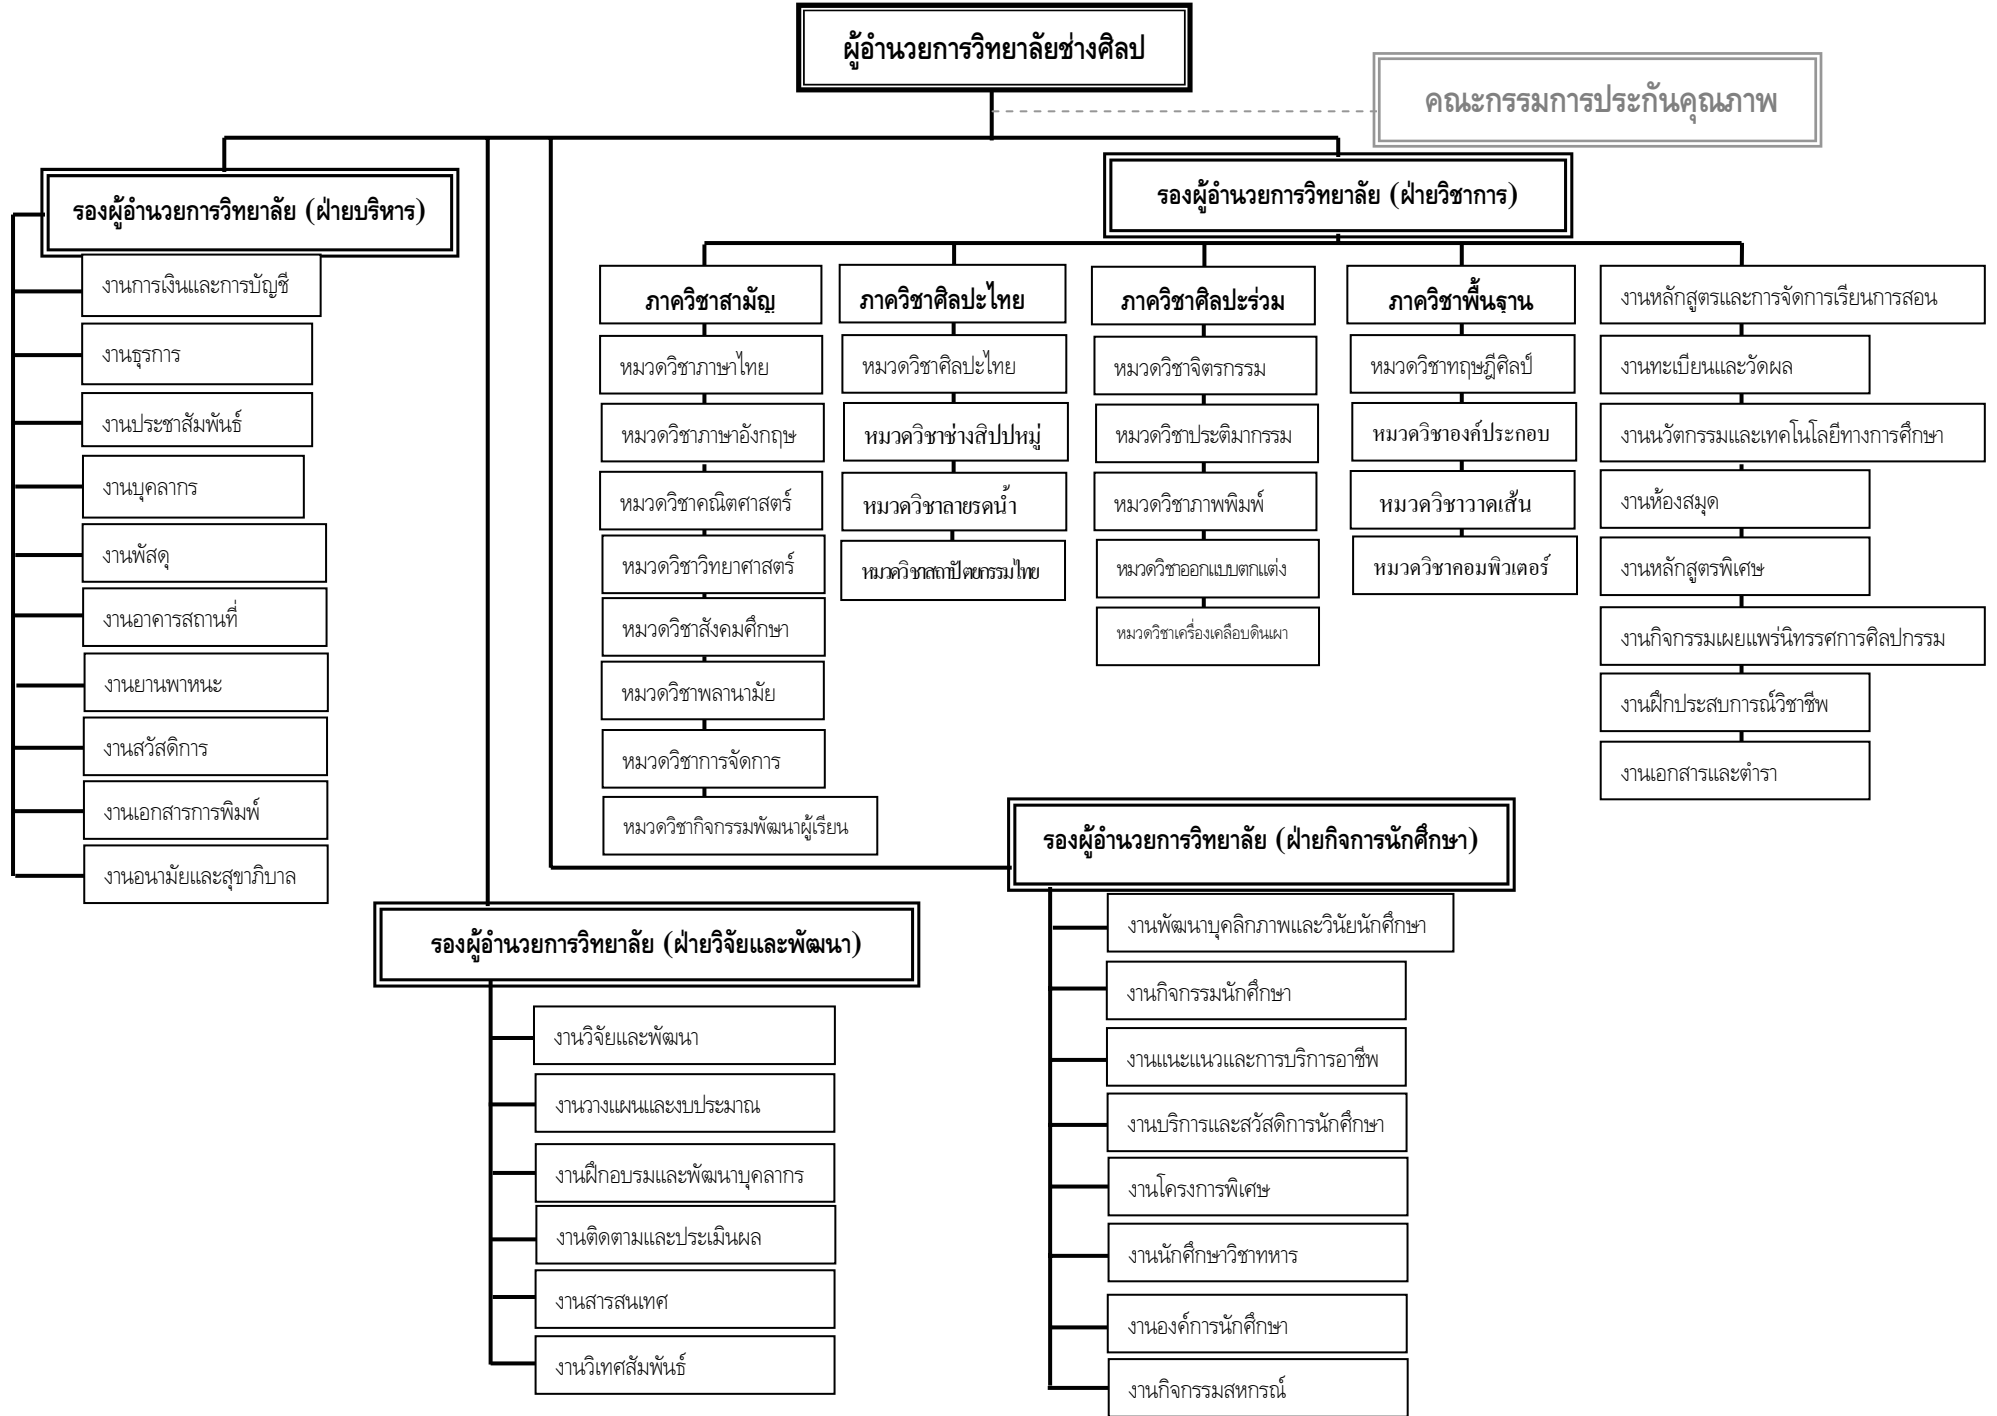 ผู้อำนวยการวิทยาลัยช่างศิลป
คณะกรรมการประกันคุณภาพ
รองผู้อำนวยการวิทยาลัย (ฝ่ายบริหาร)
งานการเงินและการบัญชี
งานธุรการ
งานประชาสัมพันธ์
งานบุคลากร
งานพัสดุ
งานอาคารสถานที่
งานยานพาหนะ
งานสวัสดิการ
งานเอกสารการพิมพ์
งานอนามัยและสุขาภิบาล
รองผู้อำนวยการวิทยาลัย (ฝ่ายวิชาการ)
ภาควิชาสามัญ
หมวดวิชาภาษาไทย
หมวดวิชาภาษาอังกฤษ
หมวดวิชาคณิตศาสตร์
หมวดวิชาวิทยาศาสตร์
หมวดวิชาสังคมศึกษา
หมวดวิชาพลานามัย
หมวดวิชาการจัดการ
หมวดวิชากิจกรรมพัฒนาผู้เรียน
ภาควิชาศิลปะไทย
หมวดวิชาศิลปะไทย
หมวดวิชาช่างสิปปหมู่
หมวดวิชาลายรดน้ำ
หมวดวิชาสถาปัตยกรรมไทย
ภาควิชาศิลปะร่วม
หมวดวิชาจิตรกรรม
หมวดวิชาประติมากรรม
หมวดวิชาภาพพิมพ์
หมวดวิชาออกแบบตกแต่ง
หมวดวิชาเครื่องเคลือบดินเผา
ภาควิชาพื้นฐาน
หมวดวิชาทฤษฎีศิลป์
หมวดวิชาองค์ประกอบ
หมวดวิชาวาดเส้น
หมวดวิชาคอมพิวเตอร์
งานหลักสูตรและการจัดการเรียนการสอน
งานทะเบียนและวัดผล
งานนวัตกรรมและเทคโนโลยีทางการศึกษา
งานห้องสมุด
งานหลักสูตรพิเศษ
งานกิจกรรมเผยแพร่นิทรรศการศิลปกรรม
งานฝึกประสบการณ์วิชาชีพ
งานเอกสารและตำรา
รองผู้อำนวยการวิทยาลัย (ฝ่ายวิจัยและพัฒนา)
งานวิจัยและพัฒนา
งานวางแผนและงบประมาณ
งานฝึกอบรมและพัฒนาบุคลากร
งานติดตามและประเมินผล
งานสารสนเทศ
งานวิเทศสัมพันธ์
รองผู้อำนวยการวิทยาลัย (ฝ่ายกิจการนักศึกษา)
งานพัฒนาบุคลิกภาพและวินัยนักศึกษา
งานกิจกรรมนักศึกษา
งานแนะแนวและการบริการอาชีพ
งานบริการและสวัสดิการนักศึกษา
งานโครงการพิเศษ
งานนักศึกษาวิชาทหาร
งานองค์การนักศึกษา
งานกิจกรรมสหกรณ์